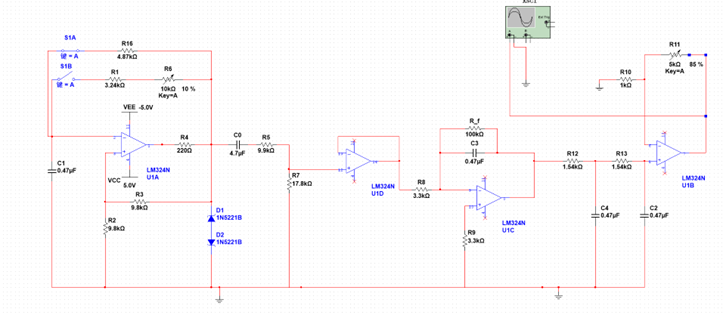 XSC1
Ext Trig
S1A
键 = A
R16
4.87kΩ
S1B
键 = A
R1
3.24kΩ
R6
10kΩ
Key=A
10 %
VEE -5.0V
LM324N
U1A
VCC
5.0V
C1
0.47µF
R4
220Ω
C0
4.7µF
R5
9.9kΩ
R3
9.8kΩ
R2
9.8kΩ
D1
1N5221B
D2
1N5221B
R7
17.8kΩ
LM324N
U1D
R8
3.3kΩ
R_f
100kΩ
C3
0.47µF
LM324N
U1C
R9
3.3kΩ
R12
1.54kΩ
R13
1.54kΩ
C4
0.47µF
C2
0.47µF
R10
1kΩ
R11
5kΩ
Key=A
85 %
LM324N
U1B